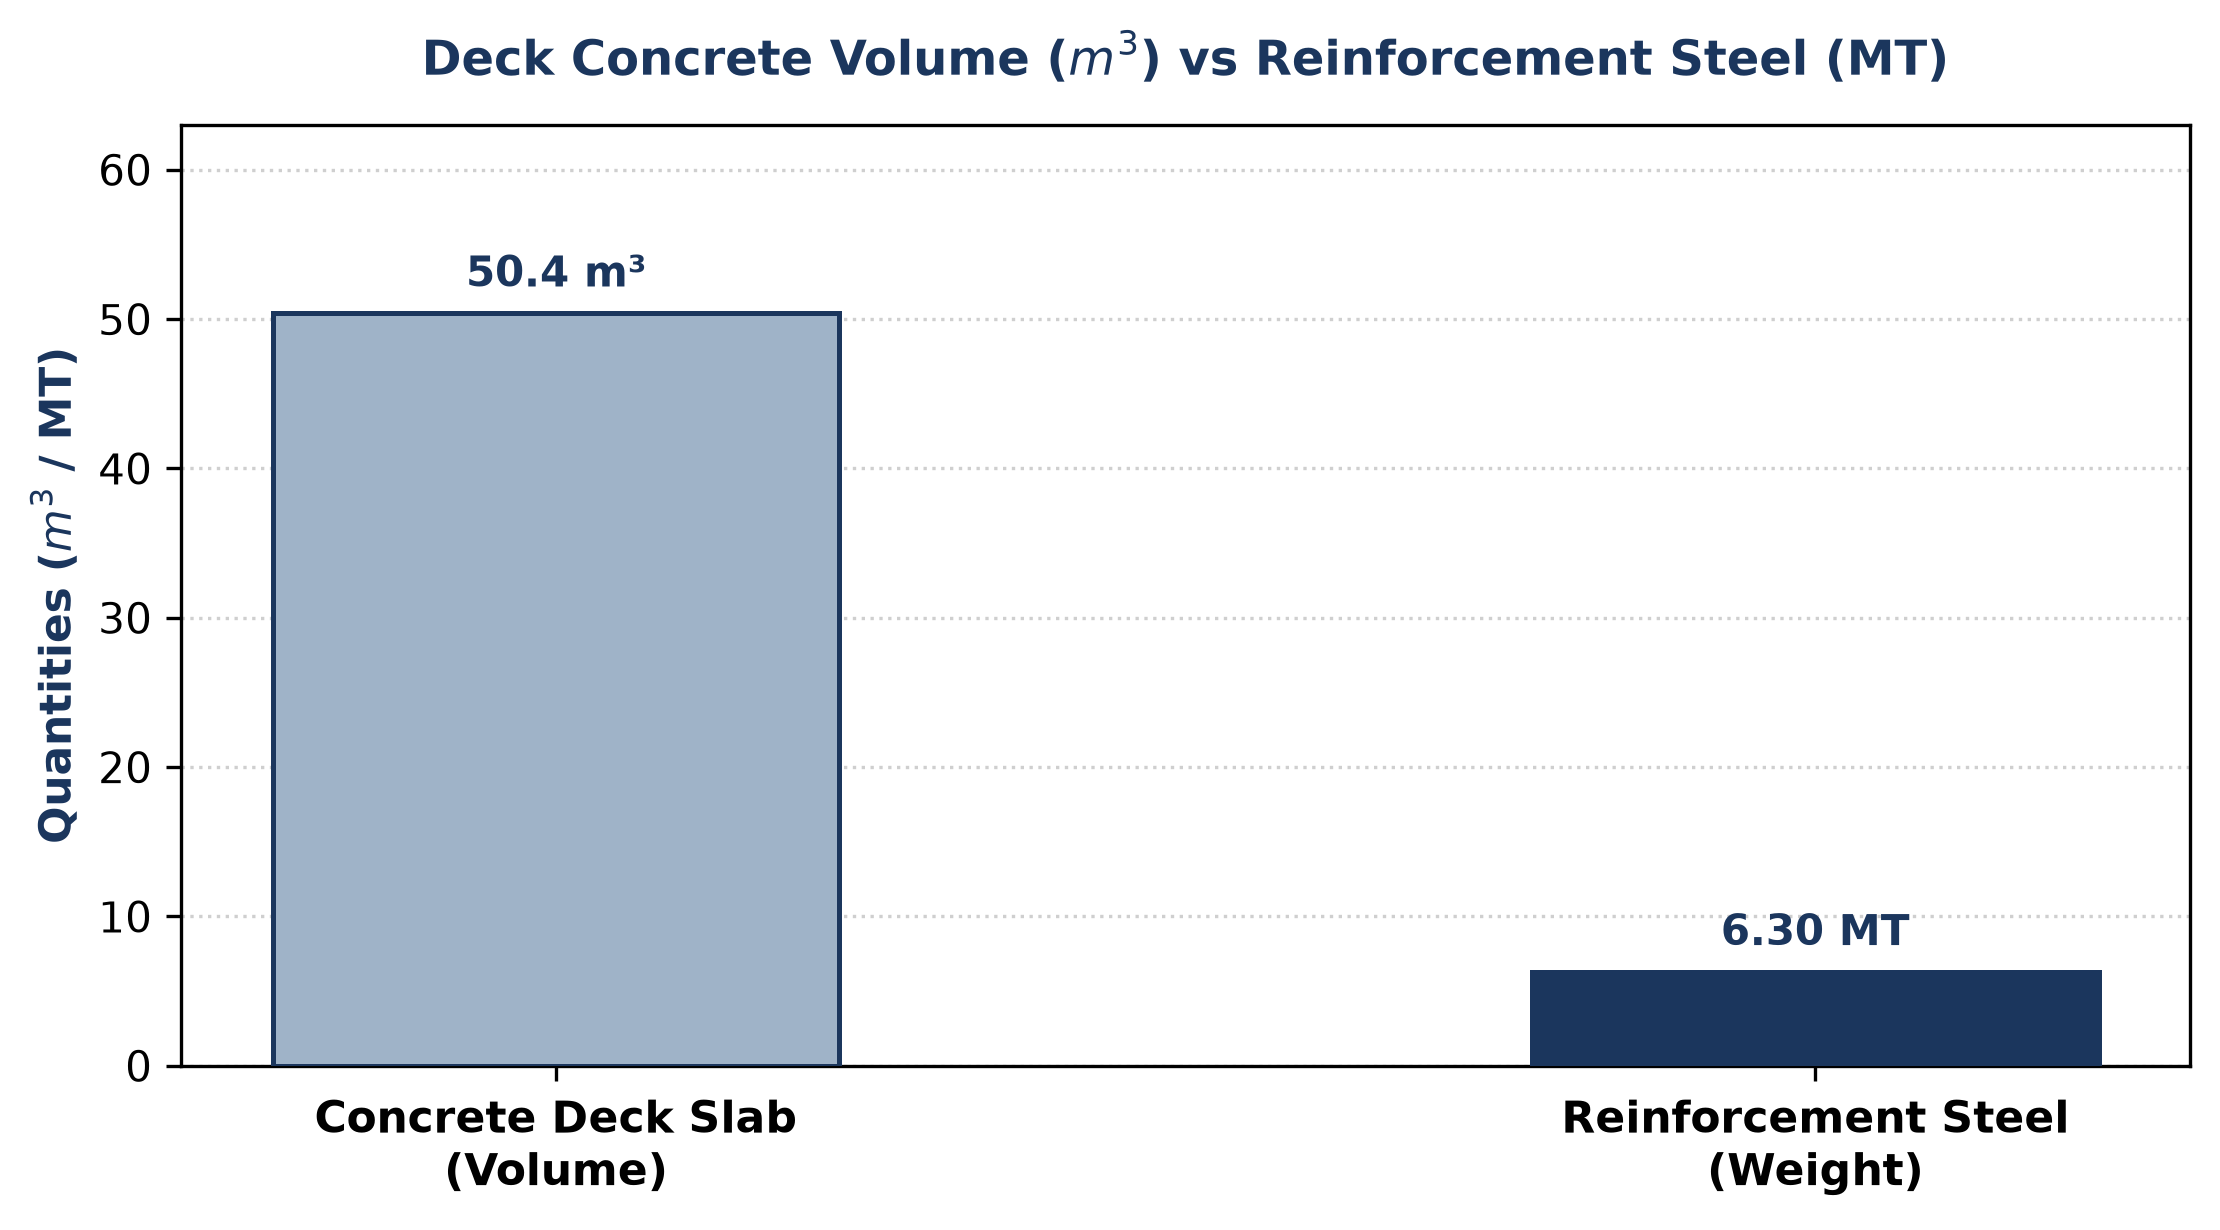 Deck Concrete Volume (m³) vs Reinforcement Steel (MT)
Quantities (m³ / MT)
60
50
40
30
20
10
0
50.4 m³
6.30 MT
Concrete Deck Slab
(Volume)
Reinforcement Steel
(Weight)